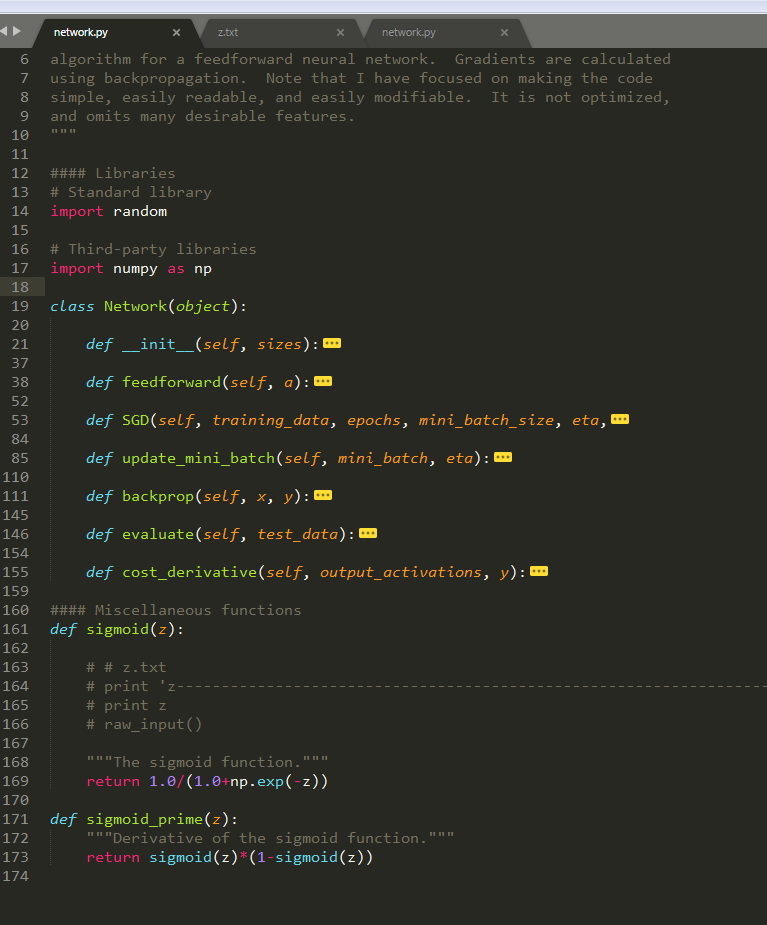 network.py × z.txt × network.py ×
6 algorithm for a feedforward neural network.  Gradients are calculated
7 using backpropagation.  Note that I have focused on making the code
8 simple, easily readable, and easily modifiable.  It is not optimized,
9 and omits many desirable features.
10 """
11
12 #### Libraries
13 # Standard library
14 import random
15
16 # Third-party libraries
17 import numpy as np
18
19 class Network(object):
20
21     def __init__(self, sizes):
37
38     def feedforward(self, a):
52
53     def SGD(self, training_data, epochs, mini_batch_size, eta,
84
85     def update_mini_batch(self, mini_batch, eta):
110
111     def backprop(self, x, y):
145
146     def evaluate(self, test_data):
154
155     def cost_derivative(self, output_activations, y):
159
160 #### Miscellaneous functions
161 def sigmoid(z):
162
163     # # z.txt
164     # print 'z------------------------------------------------------------------
165     # print z
166     # raw_input()
167
168     """The sigmoid function."""
169     return 1.0/(1.0+np.exp(-z))
170
171 def sigmoid_prime(z):
172     """Derivative of the sigmoid function."""
173     return sigmoid(z)*(1-sigmoid(z))
174